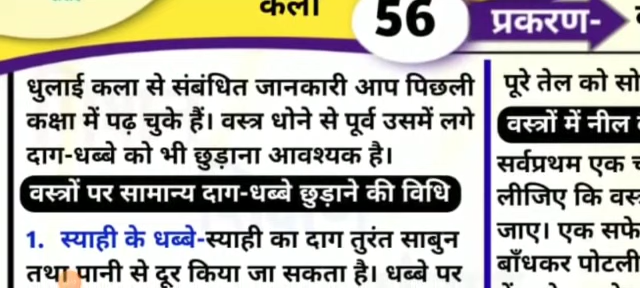 कला
56
प्रकरण-
धुलाई कला से संबंधित जानकारी आप पिछली
कक्षा में पढ़ चुके हैं। वस्त्र धोने से पूर्व उसमें लगे
दाग-धब्बे को भी छुड़ाना आवश्यक है।
वस्त्रों पर सामान्य दाग-धब्बे छुड़ाने की विधि
1. स्याही के धब्बे-स्याही का दाग तुरंत साबुन
तथा पानी से दूर किया जा सकता है। धब्बे पर
पूरे तेल को सो
वस्त्रों में नील
सर्वप्रथम एक
लीजिए कि वस्
जाए। एक सफे
बाँधकर पोटली